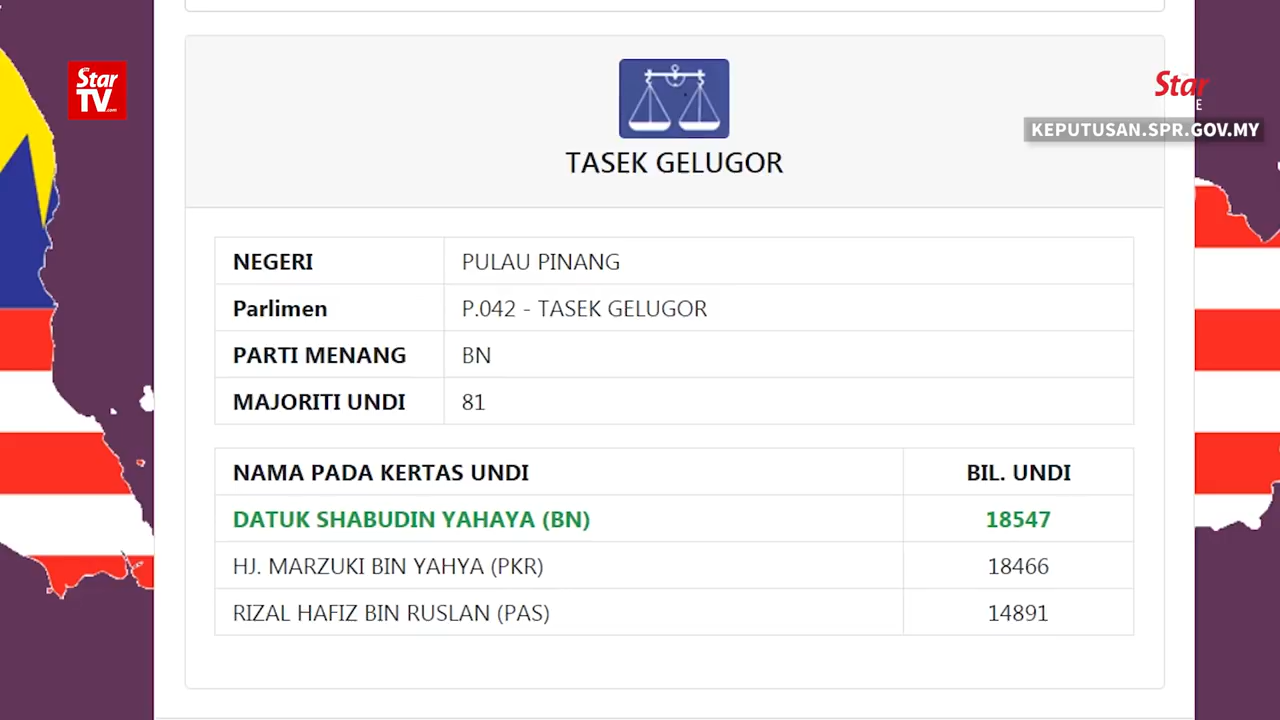 Star
TV.com
Star
E
KEPUTUSAN.SPR.GOV.MY
TASEK GELUGOR
NEGERI PULAU PINANG
Parlimen P.042 - TASEK GELUGOR
PARTI MENANG BN
MAJORITI UNDI 81
NAMA PADA KERTAS UNDI BIL. UNDI
DATUK SHABUDIN YAHAYA (BN) 18547
HJ. MARZUKI BIN YAHYA (PKR) 18466
RIZAL HAFIZ BIN RUSLAN (PAS) 14891